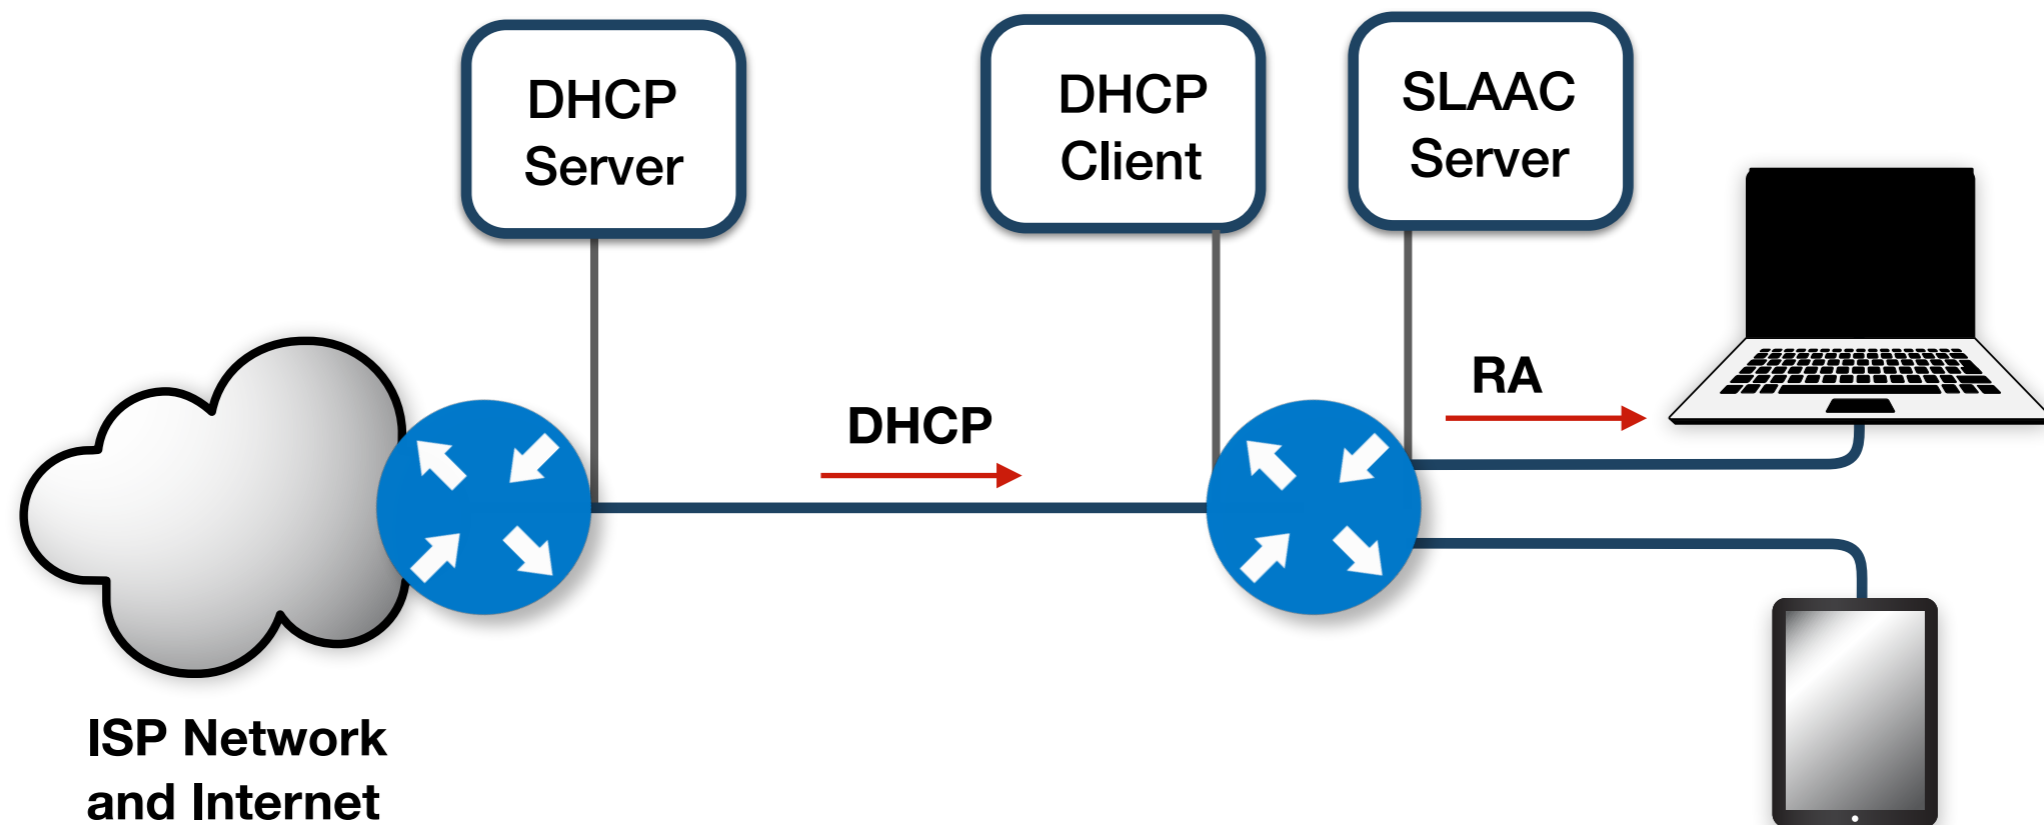 DHCP
Server
DHCP
Client
SLAAC
Server
RA
DHCP
ISP Network
and Internet